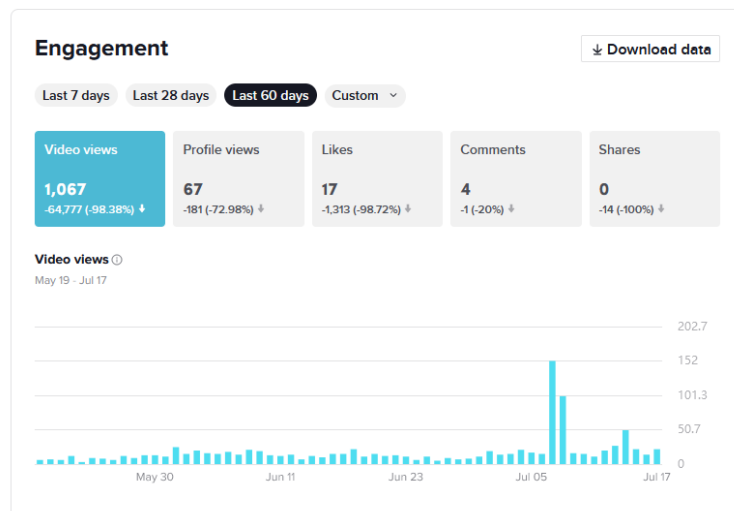 Engagement
Download data
Last 7 days Last 28 days Last 60 days Custom
Video views Profile views Likes Comments Shares
1,067 67 17 4 0
-64,777 (-98.38%) -181 (-72.98%) -1,313 (-98.72%) -1 (-20%) -14 (-100%)
Video views
May 19 - Jul 17
202.7
152
101.3
50.7
0
May 30 Jun 11 Jun 23 Jul 05 Jul 17